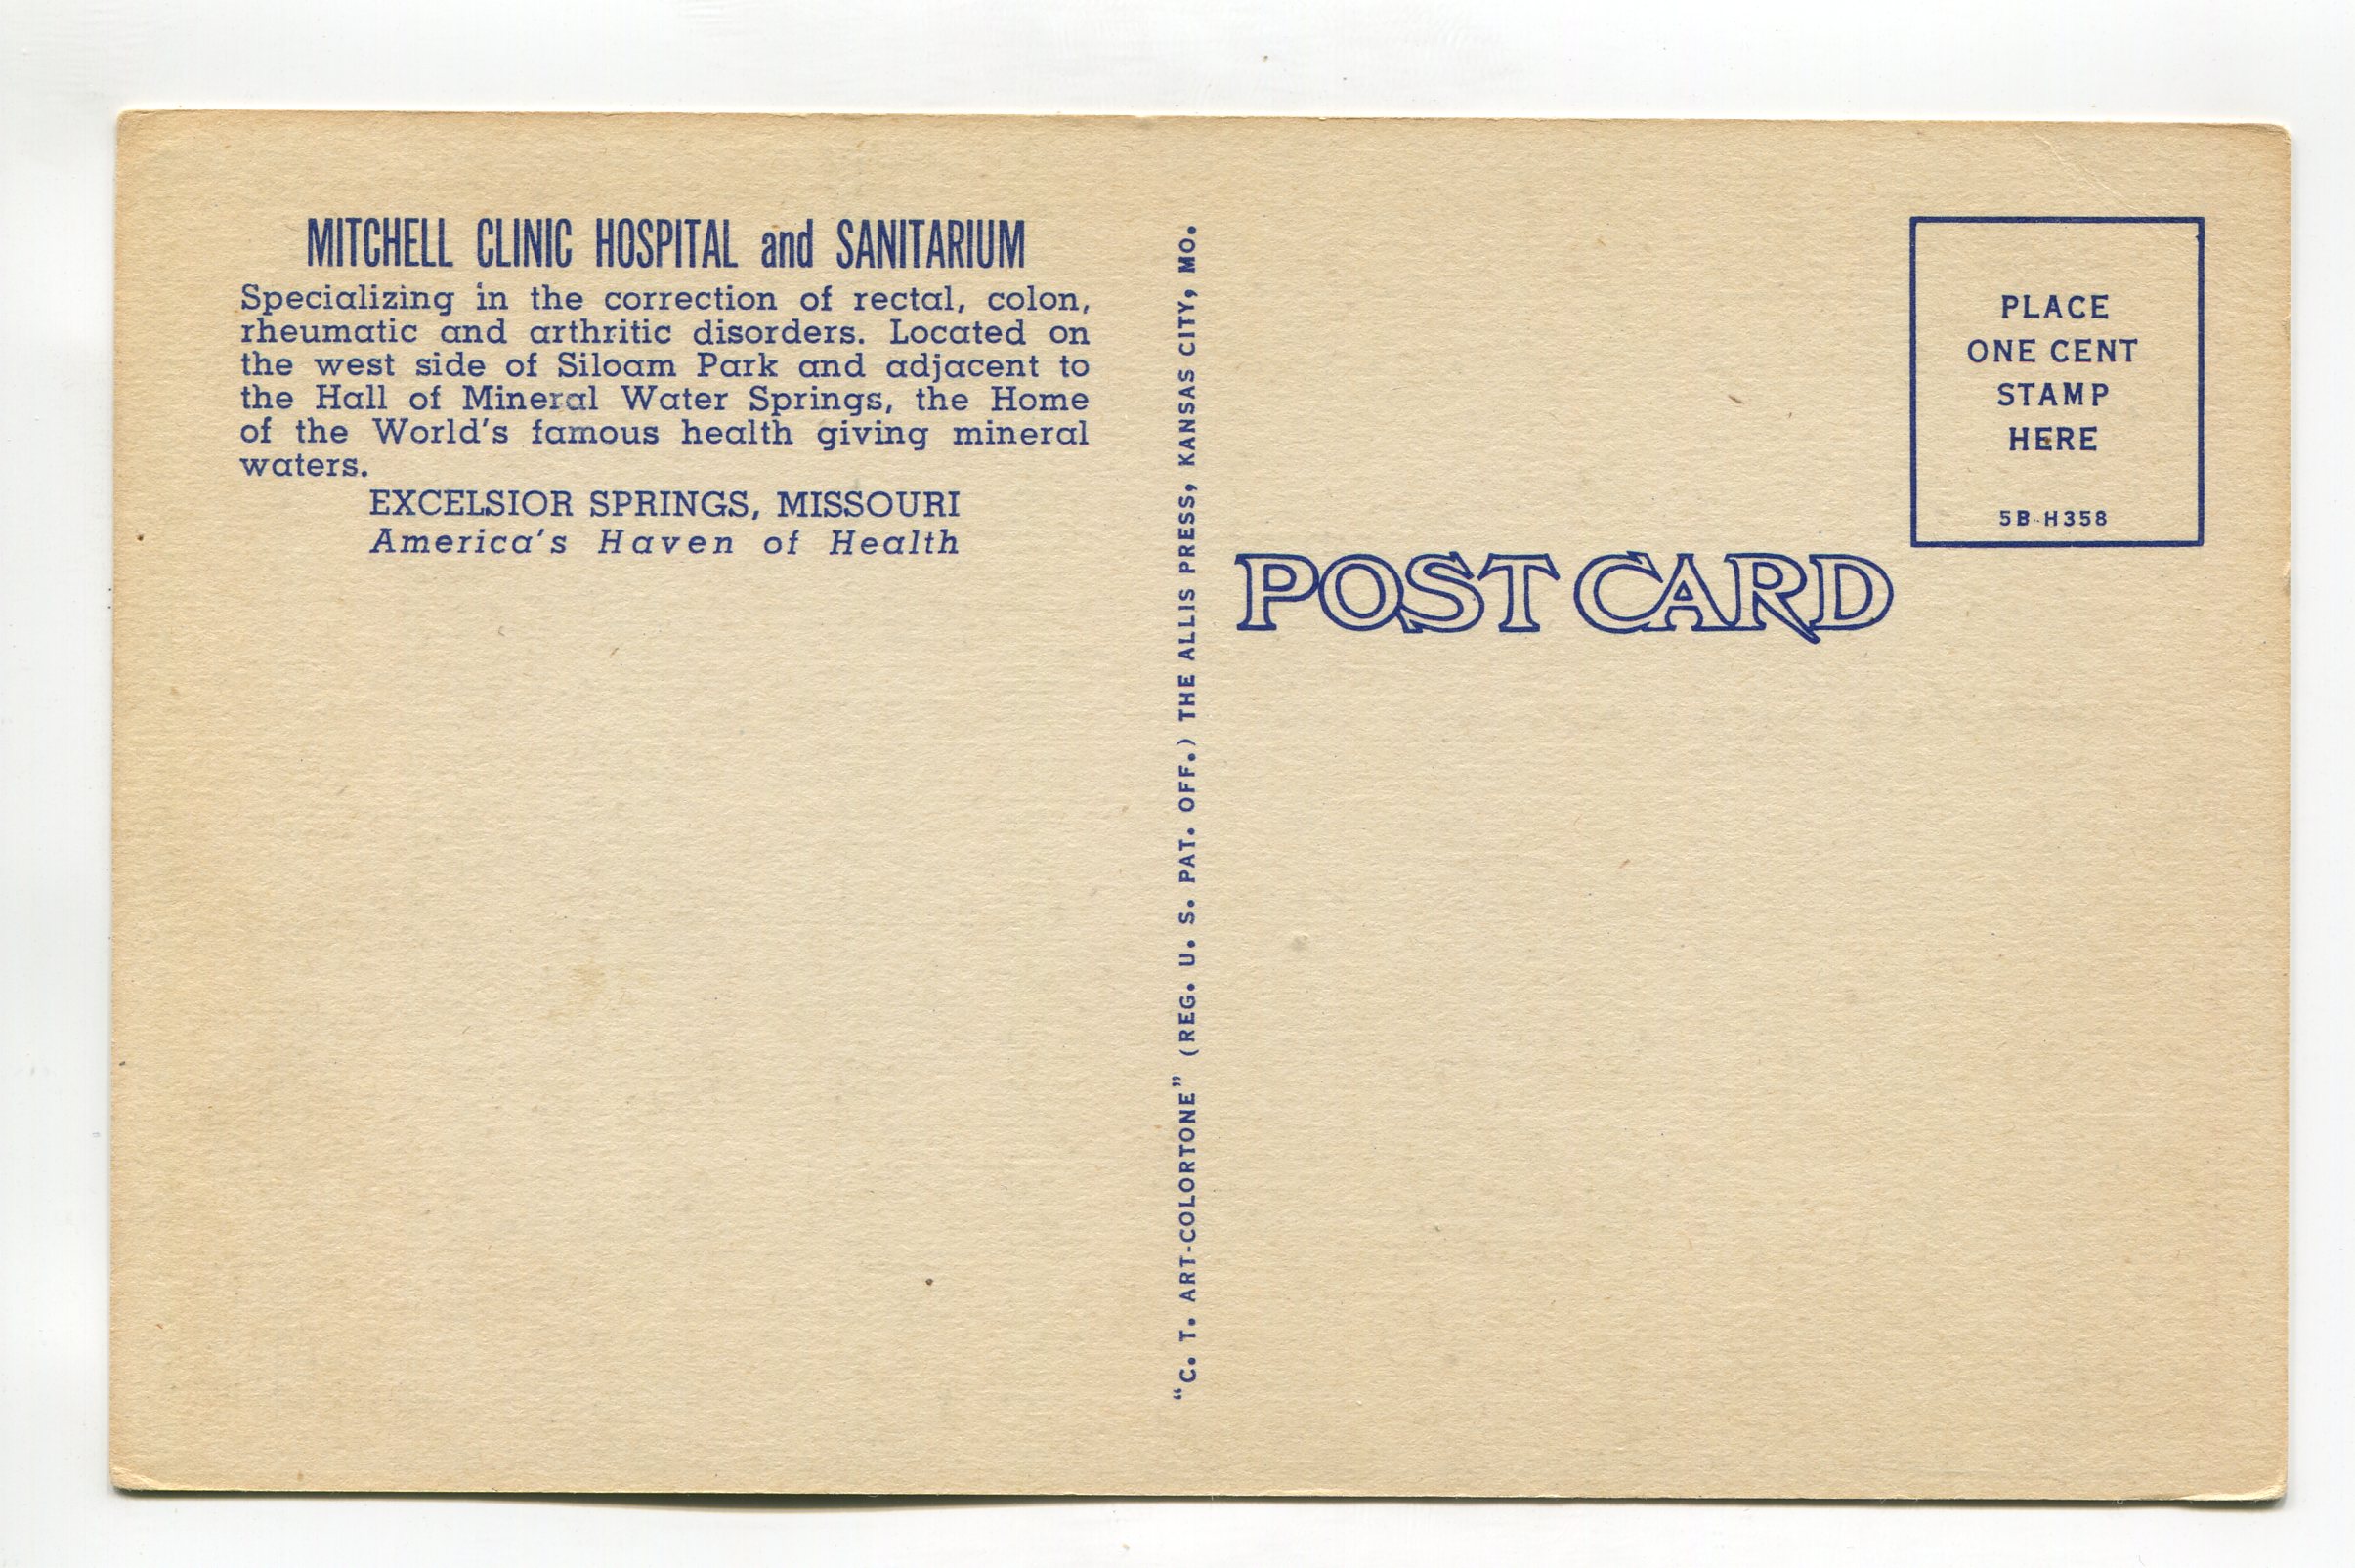 MITCHELL CLINIC HOSPITAL and SANITARIUM
Specializing in the correction of rectal, colon,
rheumatic and arthritic disorders. Located on
the west side of Siloam Park and adjacent to
the Hall of Mineral Water Springs, the Home
of the World's famous health giving mineral
waters.
EXCELSIOR SPRINGS, MISSOURI
America's Haven of Health
"C. T. ART-COLORTONE" (REG. U. S. PAT. OFF.) THE ALLIS PRESS, KANSAS CITY, MO.
POST CARD
PLACE
ONE CENT
STAMP
HERE
5B-H358